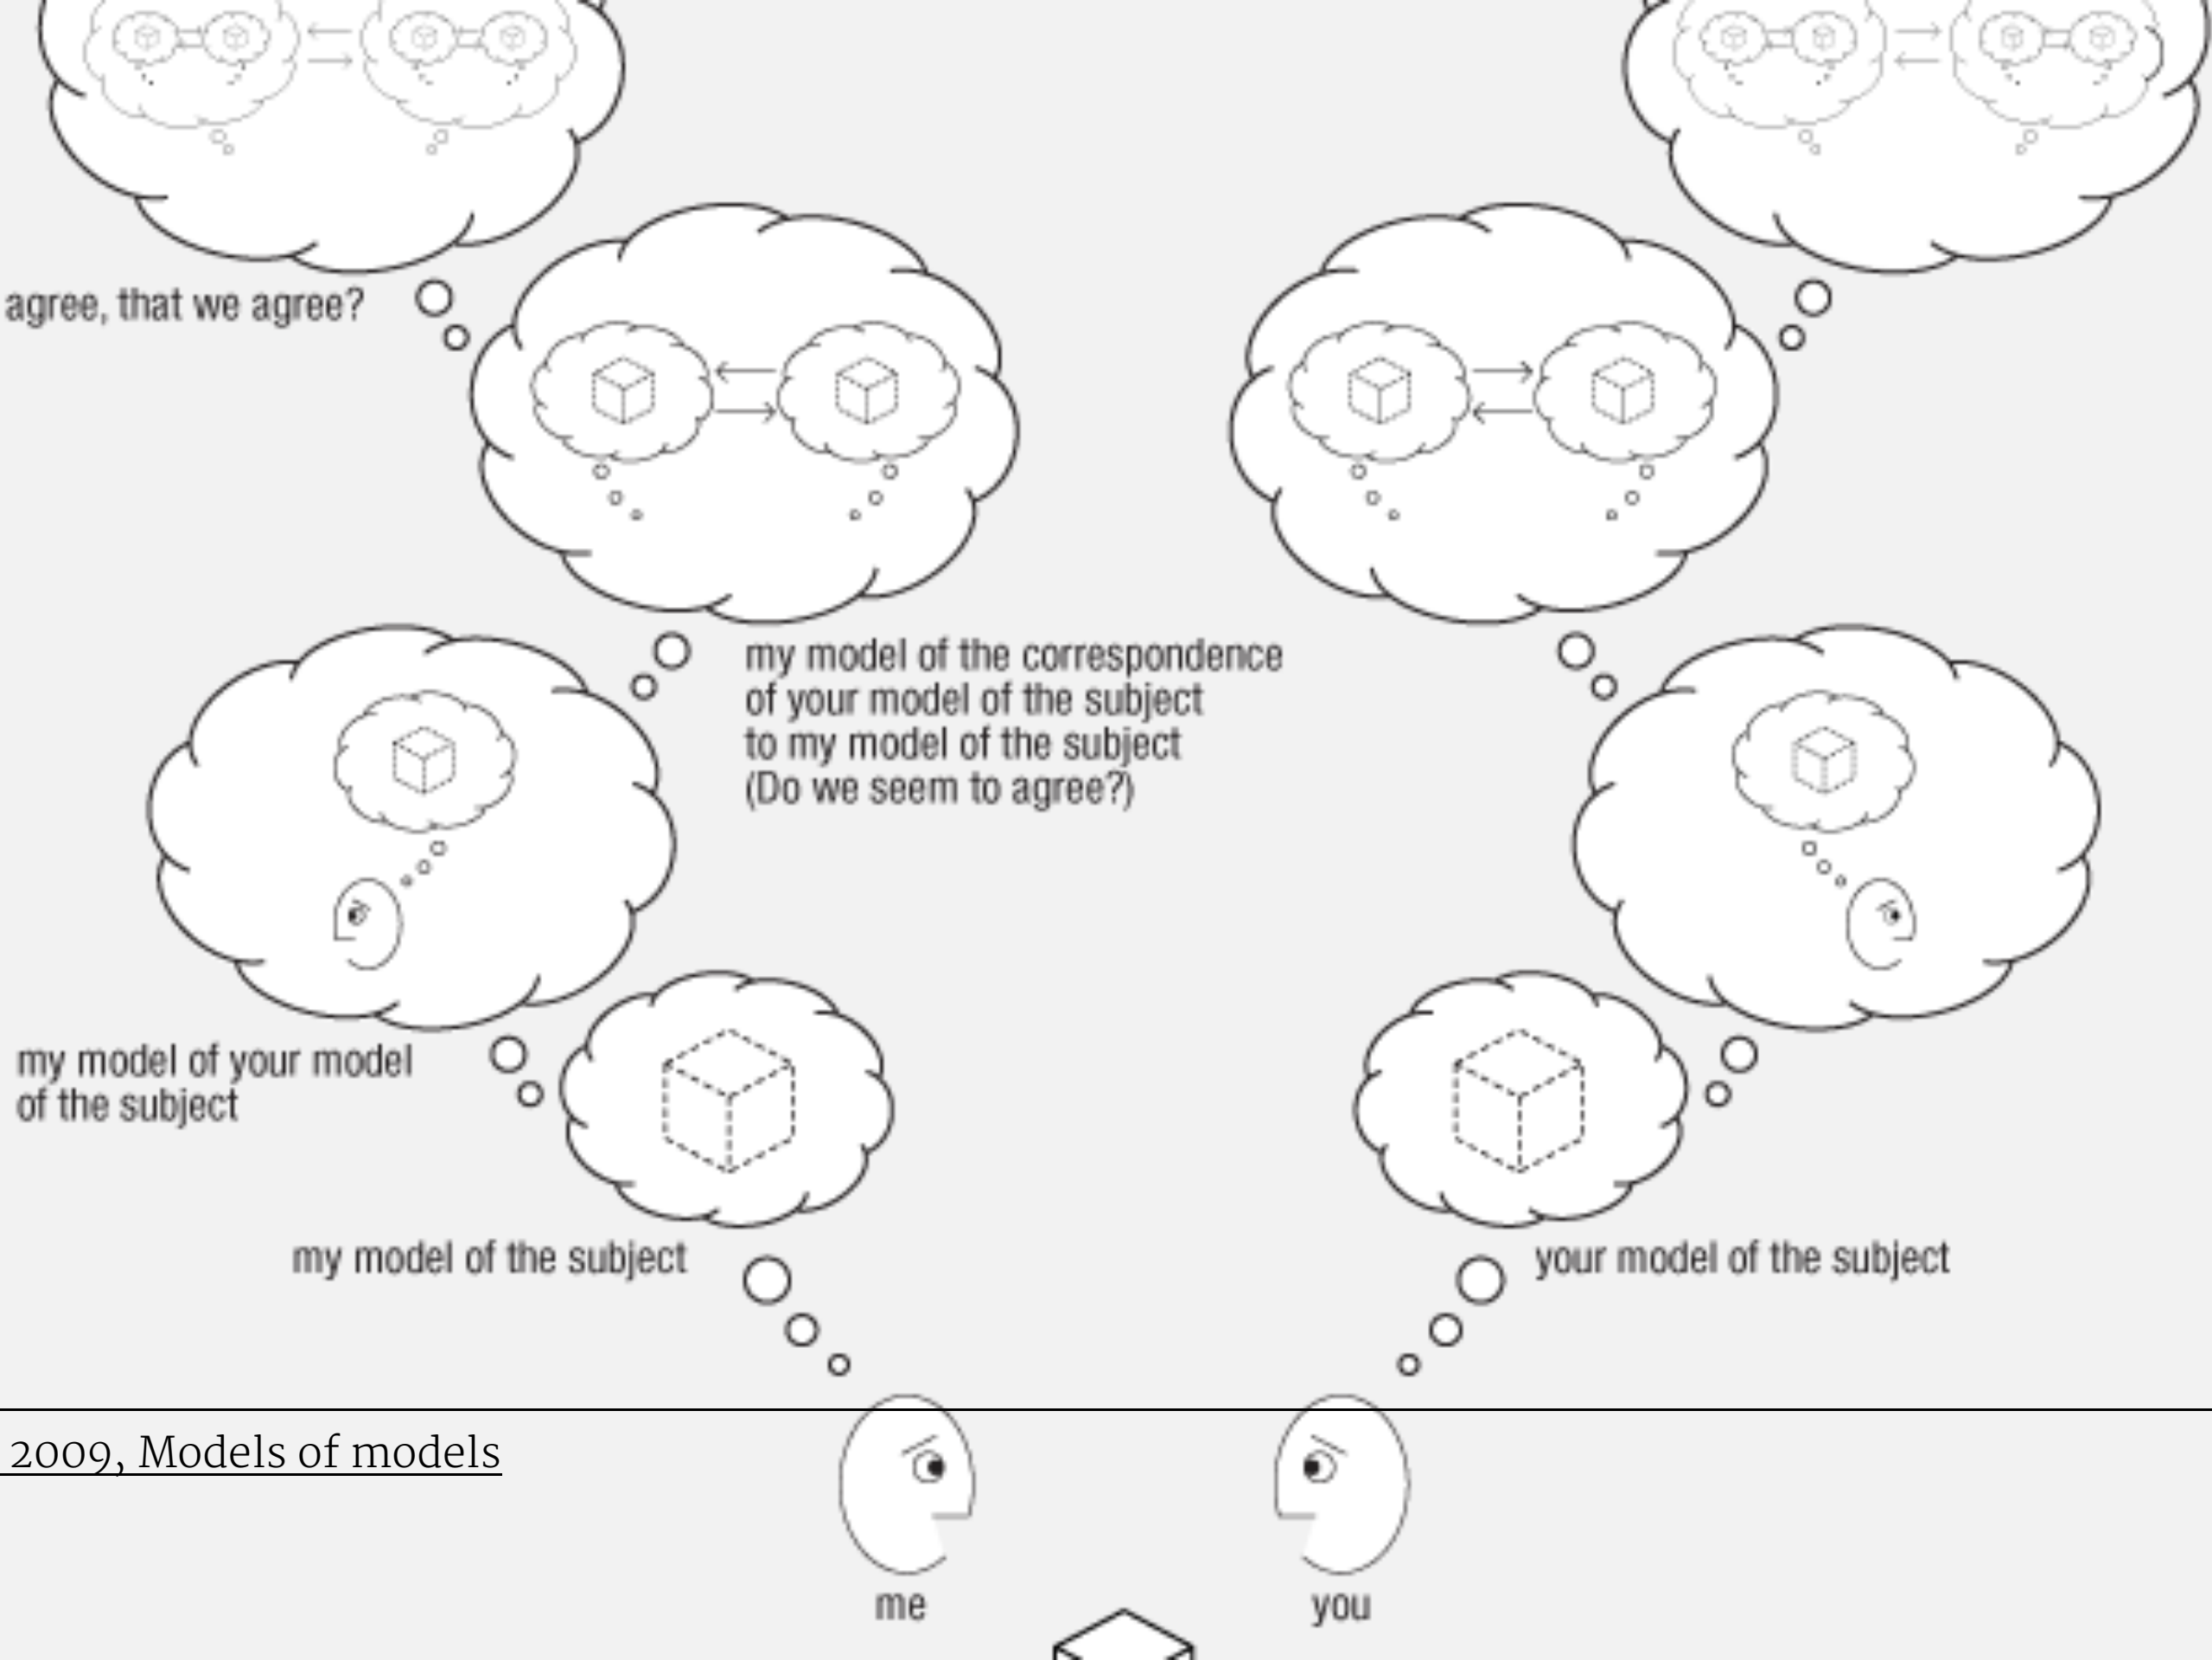 agree, that we agree?
my model of the correspondence
of your model of the subject
to my model of the subject
(Do we seem to agree?)
my model of your model
of the subject
my model of the subject
your model of the subject
2009, Models of models
me
you